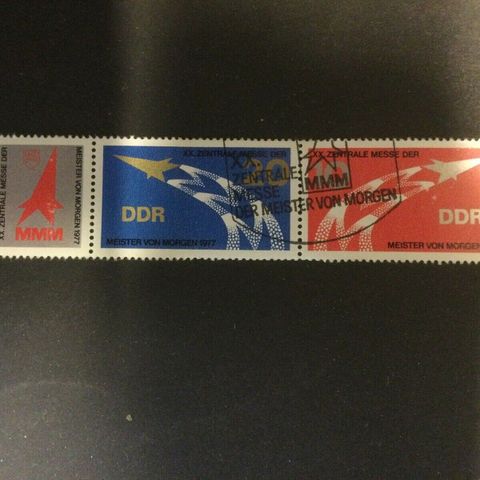 XX. ZENTRALE MESSE DER
MMM
MEISTER VON MORGEN 1977
XX. ZENTRALE MESSE DER
DDR
MEISTER VON MORGEN 1977
XX.
ZENTRALE
MESSE
DER MEISTER VON MORGEN
MMM
XX. ZENTRALE MESSE DER
DDR
MEISTER VON MORGEN